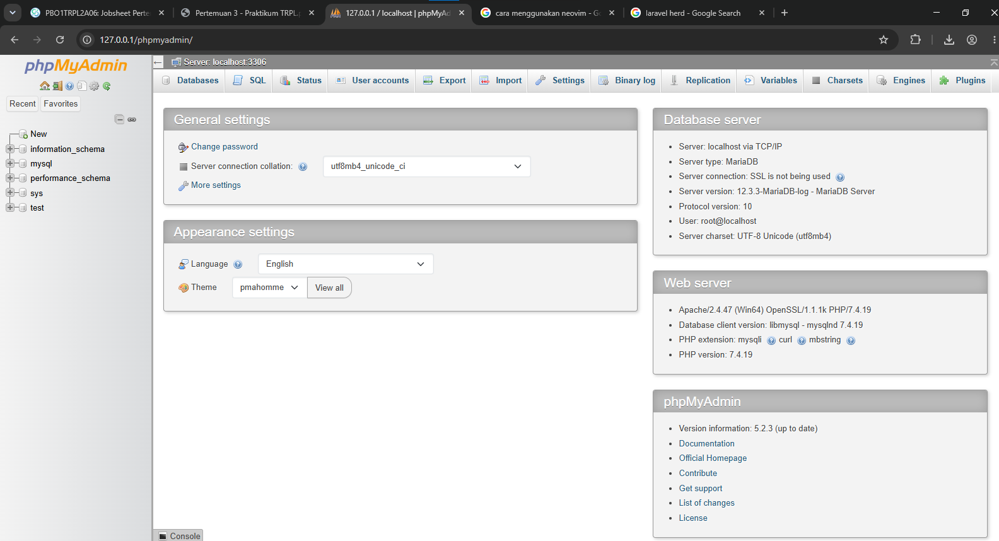 PBO1TRPL2A06: Jobsheet Perte
Pertemuan 3 - Praktikum TRPL.p
127.0.0.1 / localhost | phpMyAd
cara menggunakan neovim - Go
laravel herd - Google Search
127.0.0.1/phpmyadmin/
phpMyAdmin
Recent
Favorites
New
information_schema
mysql
performance_schema
sys
test
Server: localhost:3306
Databases
SQL
Status
User accounts
Export
Import
Settings
Binary log
Replication
Variables
Charsets
Engines
Plugins
General settings
Change password
Server connection collation:
utf8mb4_unicode_ci
More settings
Appearance settings
Language
English
Theme
pmahomme
View all
Database server
Server: localhost via TCP/IP
Server type: MariaDB
Server connection: SSL is not being used
Server version: 12.3.3-MariaDB-log - MariaDB Server
Protocol version: 10
User: root@localhost
Server charset: UTF-8 Unicode (utf8mb4)
Web server
Apache/2.4.47 (Win64) OpenSSL/1.1.1k PHP/7.4.19
Database client version: libmysql - mysqlnd 7.4.19
PHP extension: mysqli curl mbstring
PHP version: 7.4.19
phpMyAdmin
Version information: 5.2.3 (up to date)
Documentation
Official Homepage
Contribute
Get support
List of changes
License
Console